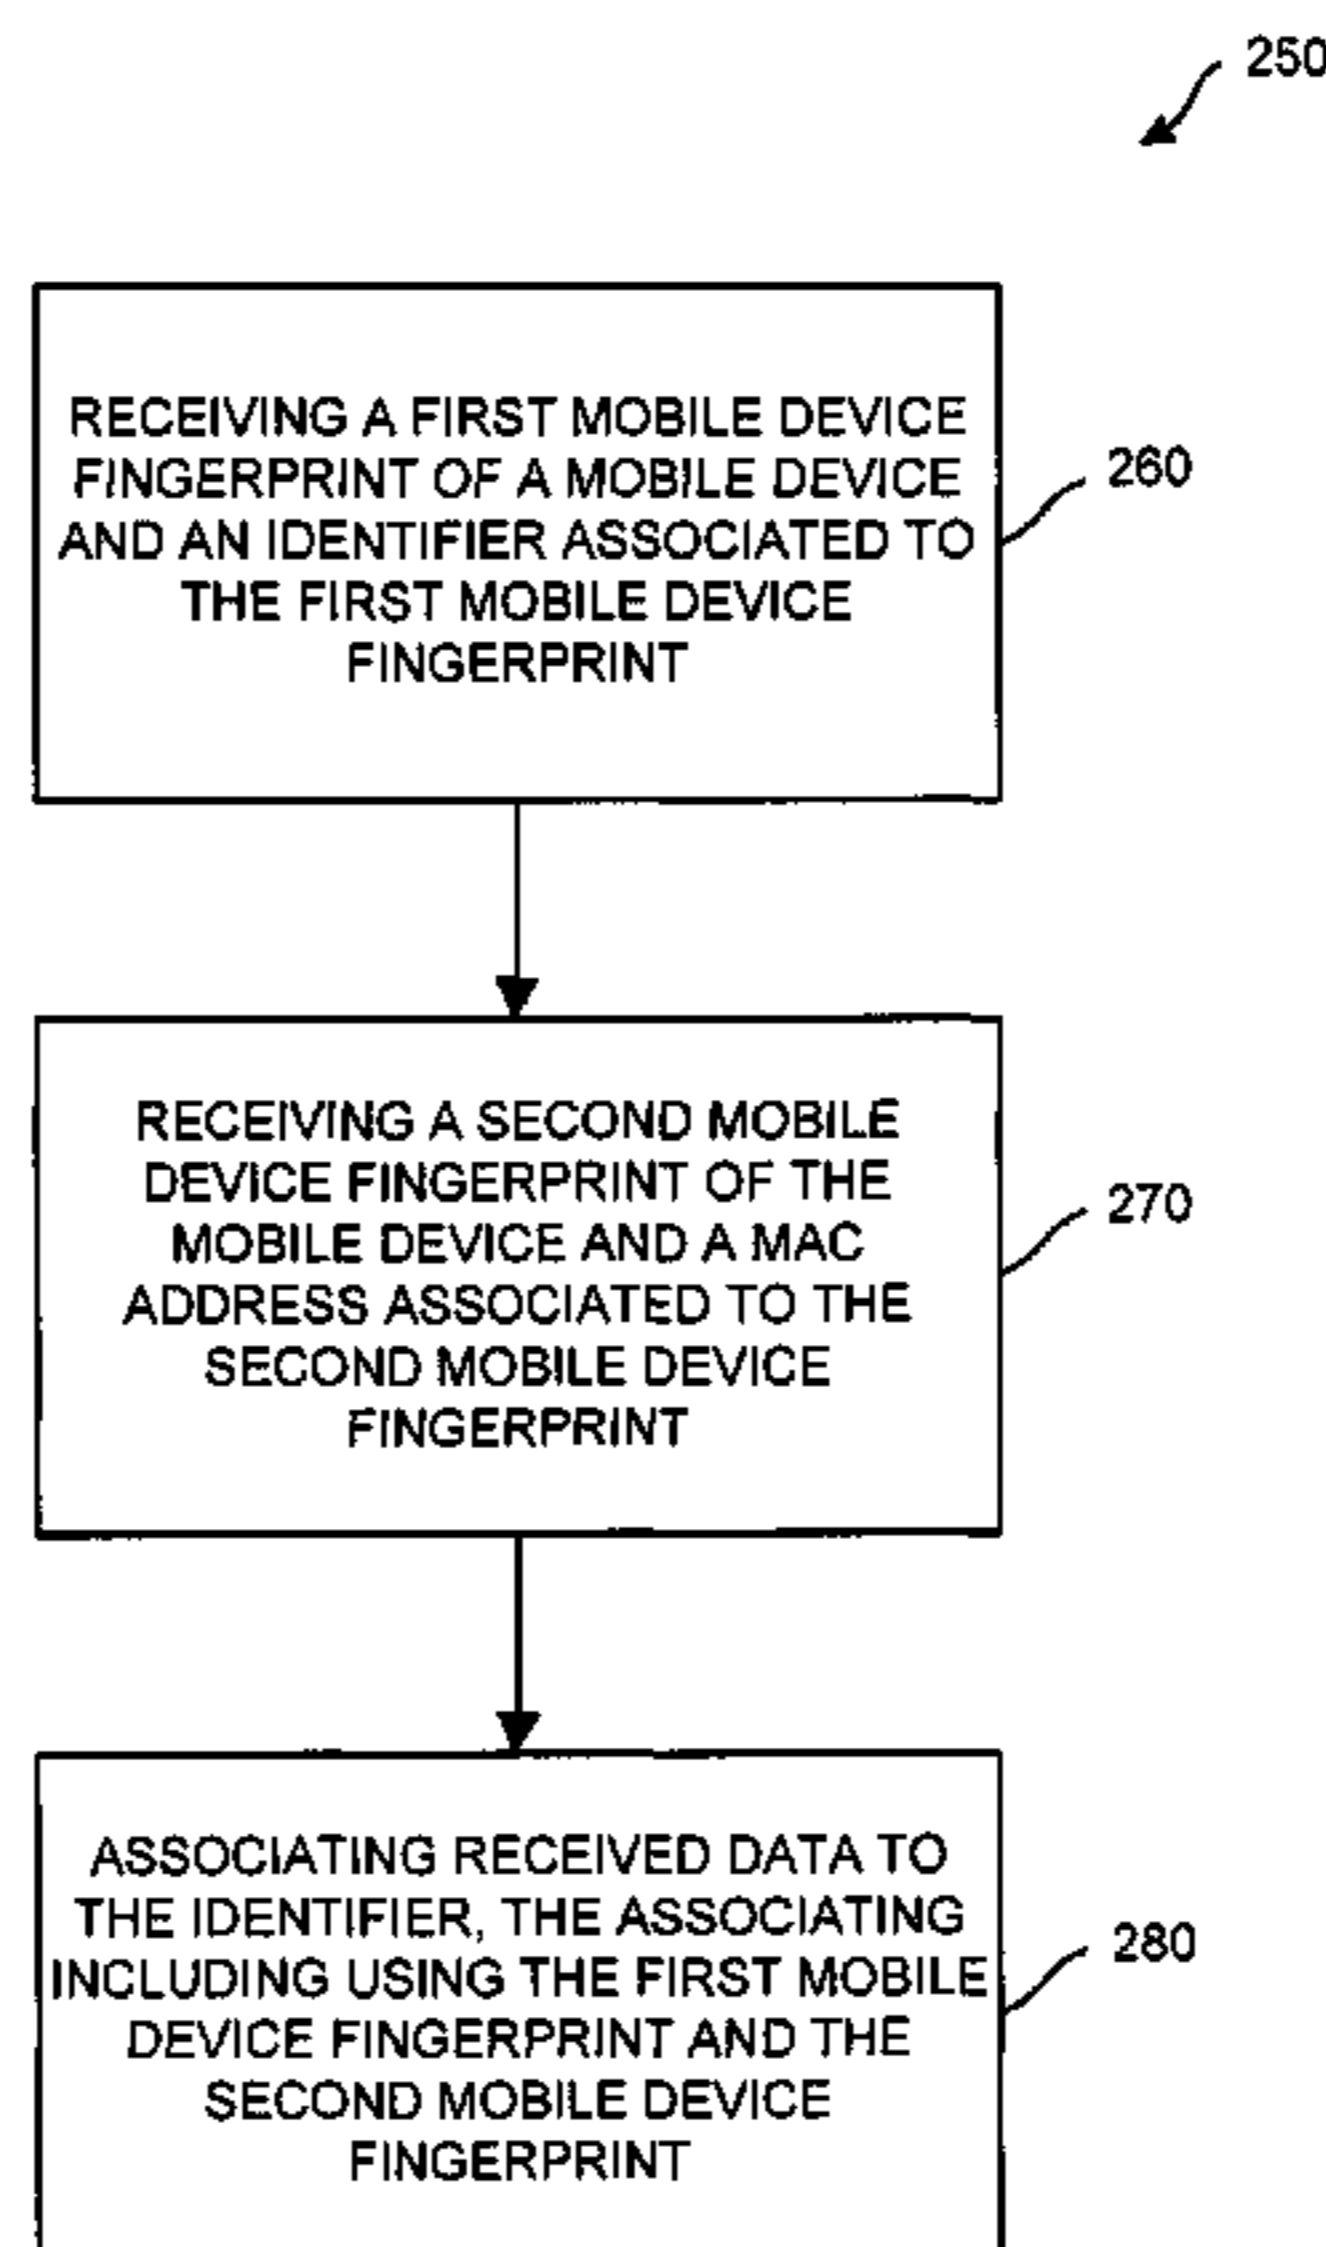 250
RECEIVING A FIRST MOBILE DEVICE
FINGERPRINT OF A MOBILE DEVICE
AND AN IDENTIFIER ASSOCIATED TO
THE FIRST MOBILE DEVICE
FINGERPRINT
260
RECEIVING A SECOND MOBILE
DEVICE FINGERPRINT OF THE
MOBILE DEVICE AND A MAC
ADDRESS ASSOCIATED TO THE
SECOND MOBILE DEVICE
FINGERPRINT
270
ASSOCIATING RECEIVED DATA TO
THE IDENTIFIER, THE ASSOCIATING
INCLUDING USING THE FIRST MOBILE
DEVICE FINGERPRINT AND THE
SECOND MOBILE DEVICE
FINGERPRINT
280